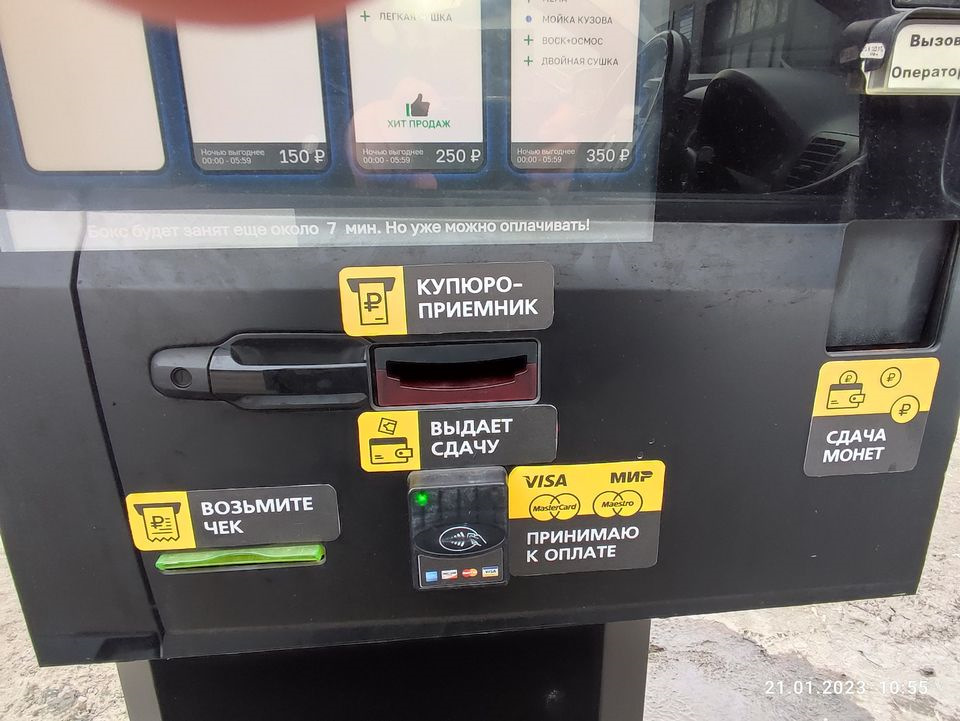 + ЛЕГКАЯ СУШКА
МОЙКА КУЗОВА
+ ВОСК+ОСМОС
+ ДВОЙНАЯ СУШКА
ХИТ ПРОДАЖ
Ночью выгоднее
00:00 - 05:59
150 ₽
Ночью выгоднее
00:00 - 05:59
250 ₽
Ночью выгоднее
00:00 - 05:59
350 ₽
Вызов
Оператор
Бокс будет занят еще около 7 мин. Но уже можно оплачивать!
КУПЮРО-
ПРИЕМНИК
ВЫДАЕТ
СДАЧУ
СДАЧА
МОНЕТ
ВОЗЬМИТЕ
ЧЕК
VISA
МИР
MasterCard
Maestro
ПРИНИМАЮ
К ОПЛАТЕ
21.01.2023 10:55